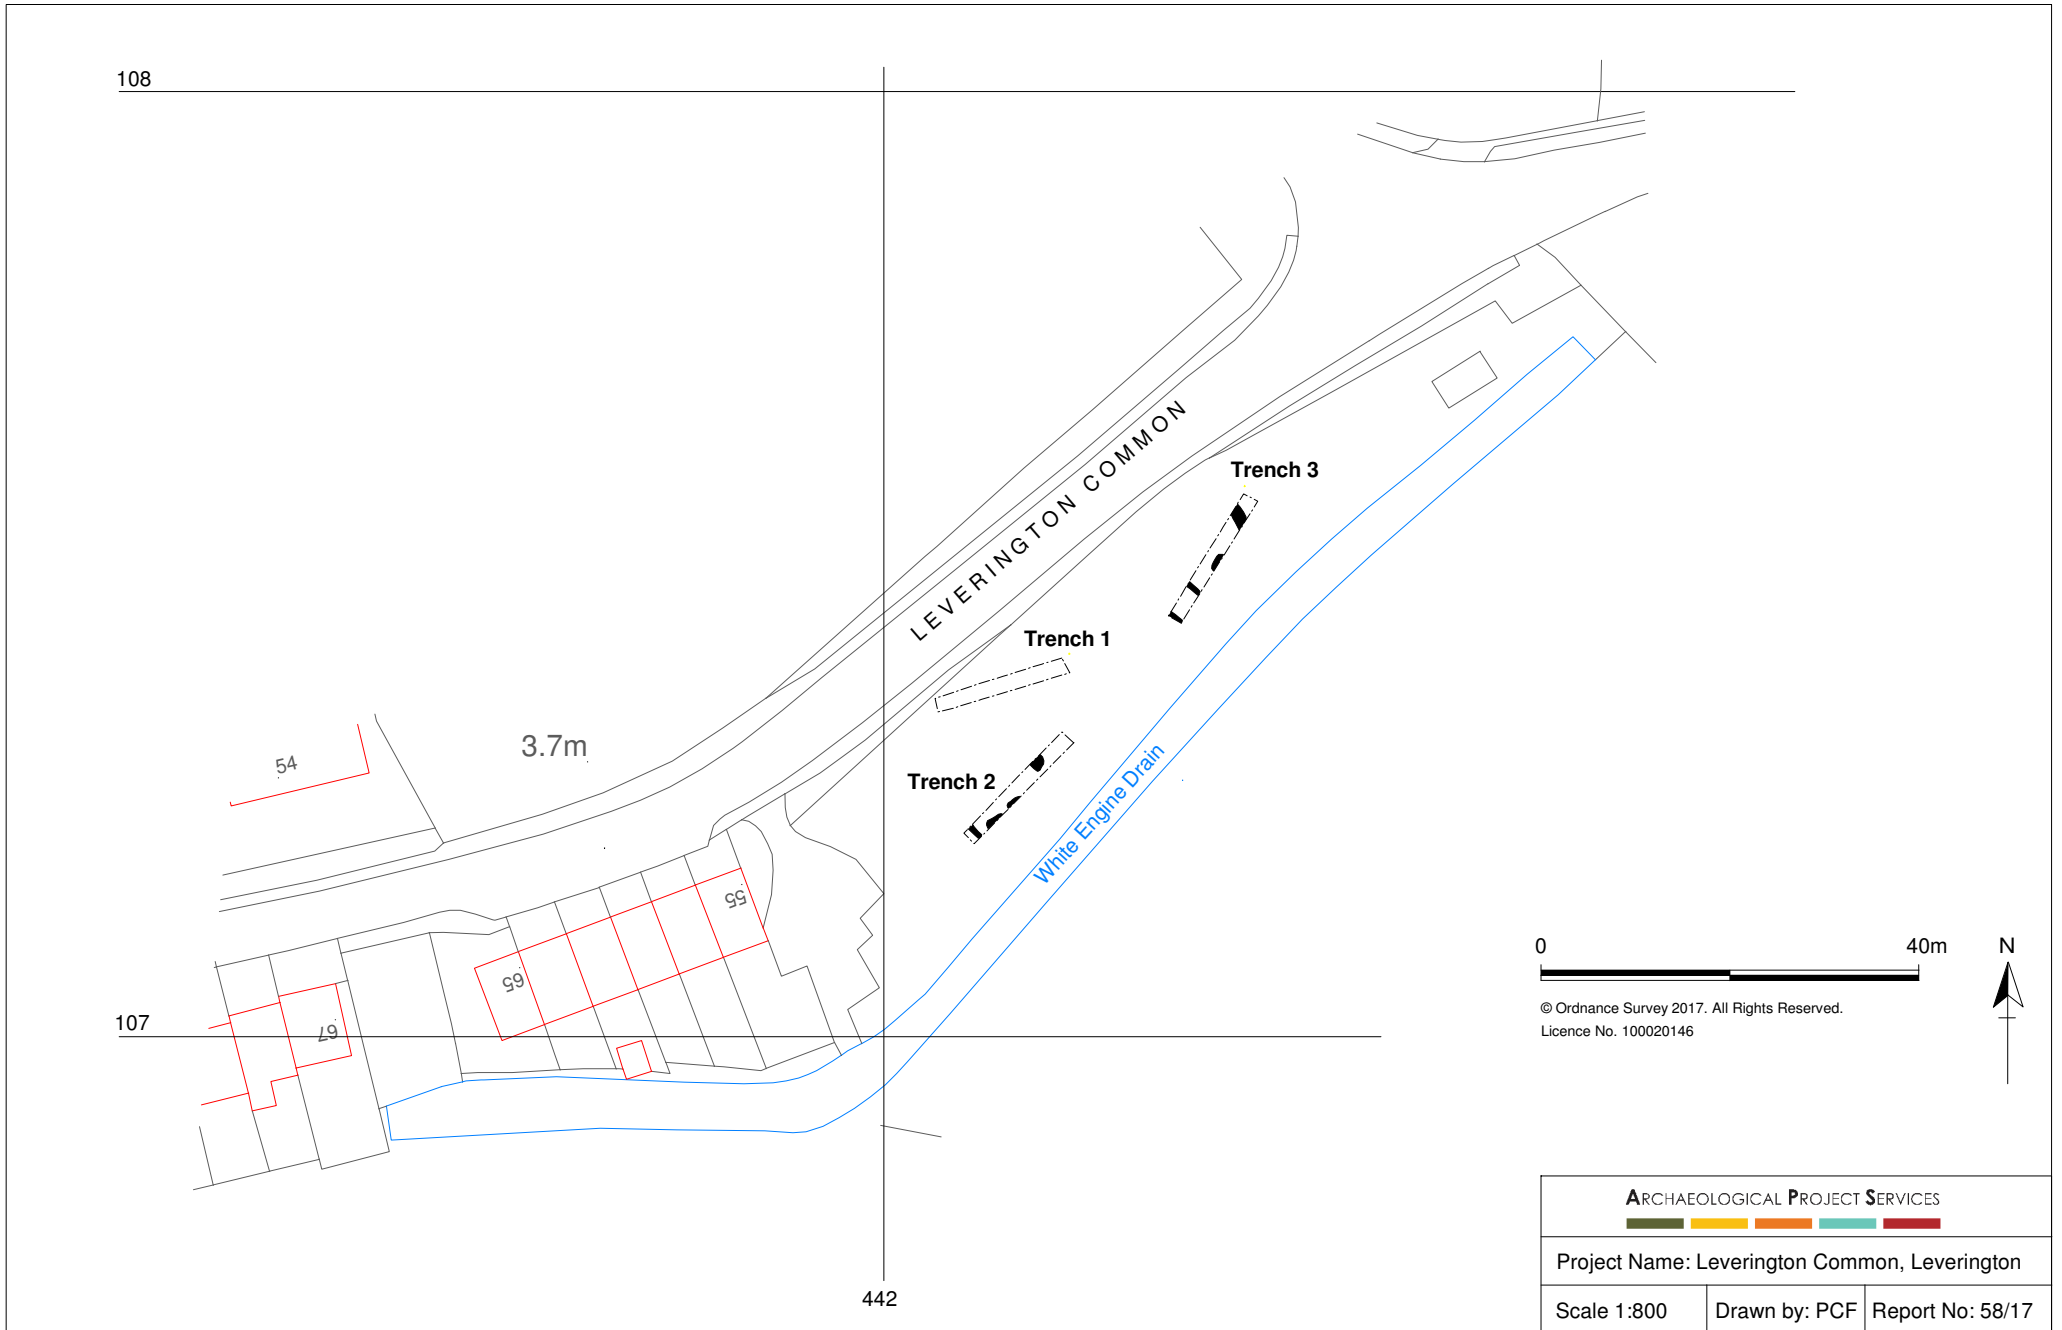 108
LEVERINGTON COMMON
Trench 3
Trench 1
3.7m
54
Trench 2
White Engine Drain
55
65
67
107
442
0 40m N
© Ordnance Survey 2017. All Rights Reserved.
Licence No. 100020146
ARCHAEOLOGICAL PROJECT SERVICES
Project Name: Leverington Common, Leverington
Scale 1:800 Drawn by: PCF Report No: 58/17